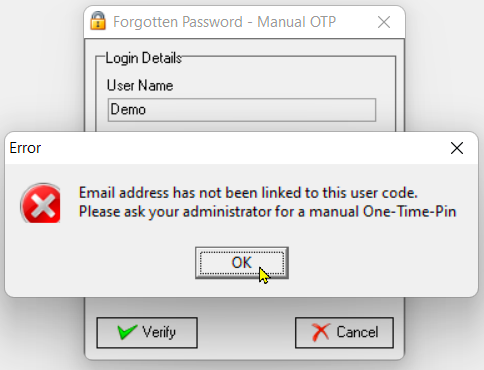 Forgotten Password - Manual OTP
Login Details
User Name
Demo
Error
Email address has not been linked to this user code.
Please ask your administrator for a manual One-Time-Pin
OK
Verify
Cancel